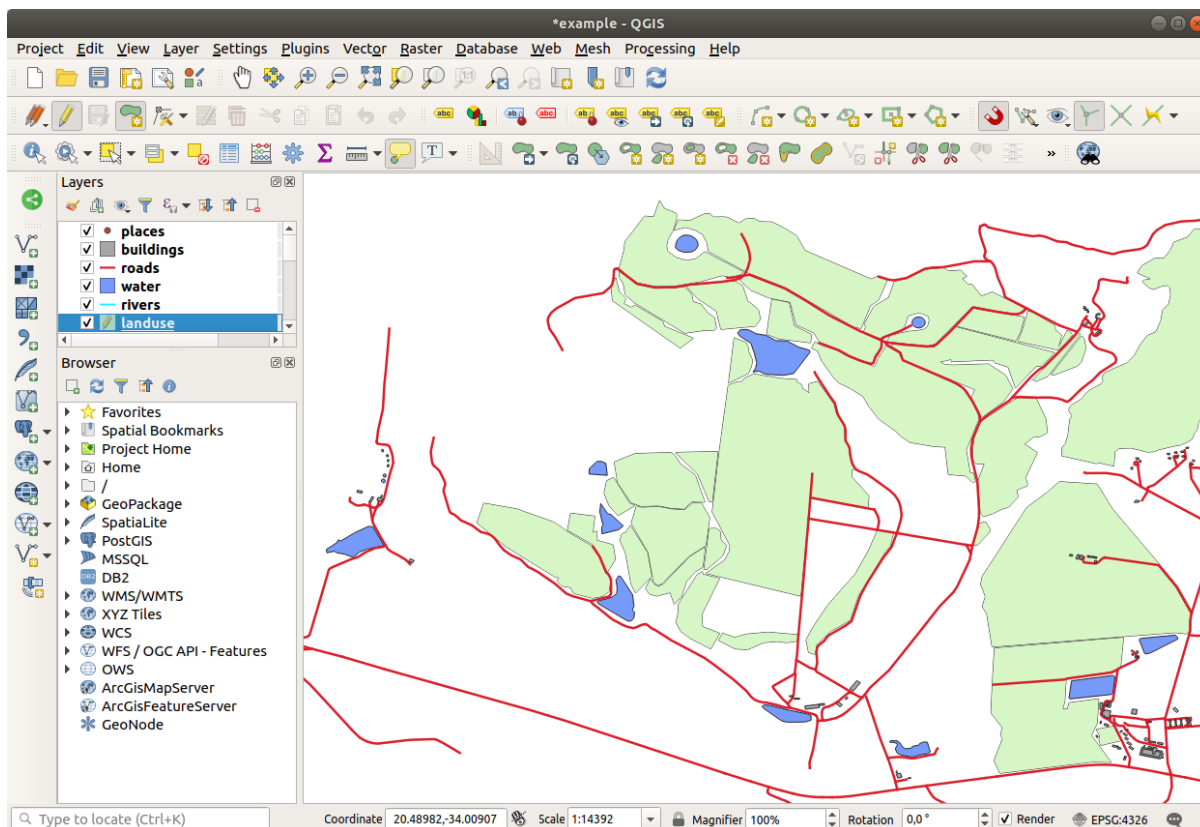 *example - QGIS
Project Edit View Layer Settings Plugins Vector Raster Database Web Mesh Processing Help
Layers
places
buildings
roads
water
rivers
landuse
Browser
Favorites
Spatial Bookmarks
Project Home
Home
/
GeoPackage
SpatiaLite
PostGIS
MSSQL
DB2
WMS/WMTS
XYZ Tiles
WCS
WFS / OGC API - Features
OWS
ArcGisMapServer
ArcGisFeatureServer
GeoNode
Type to locate (Ctrl+K) Coordinate 20.48982,-34.00907 Scale 1:14392 Magnifier 100% Rotation 0,0 ° Render EPSG:4326